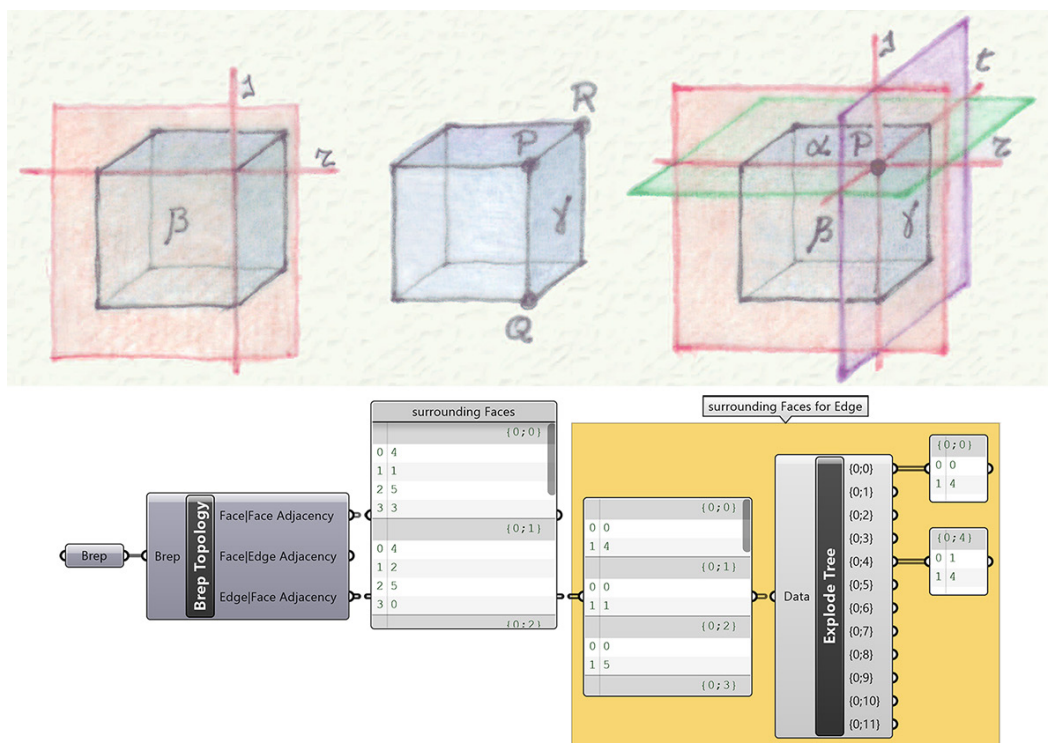 s
r
β
R
P
γ
Q
s
t
α P
r
β
γ
surrounding Faces
{0;0}
0 4
1 1
2 5
3 3
{0;1}
0 4
1 2
2 5
3 0
{0;2}
Brep
Brep
Brep Topology
Face|Face Adjacency
Face|Edge Adjacency
Edge|Face Adjacency
surrounding Faces for Edge
{0;0}
0 0
1 4
{0;1}
0 0
1 1
{0;2}
0 0
1 5
{0;3}
Data
Explode Tree
{0;0}
{0;1}
{0;2}
{0;3}
{0;4}
{0;5}
{0;6}
{0;7}
{0;8}
{0;9}
{0;10}
{0;11}
{0;0}
0 0
1 4
{0;4}
0 1
1 4